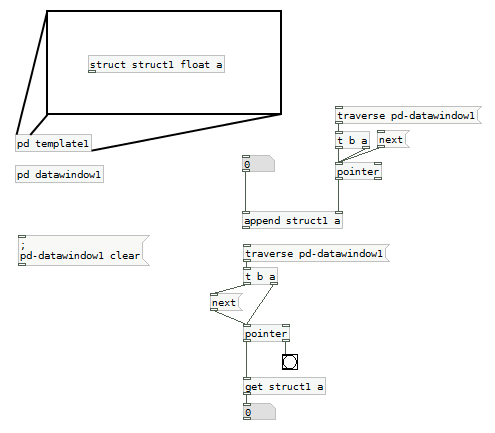 struct struct1 float a
traverse pd-datawindow1
pd template1
t b a
next
0
pointer
pd datawindow1
append struct1 a
;
pd-datawindow1 clear
traverse pd-datawindow1
t b a
next
pointer
get struct1 a
0